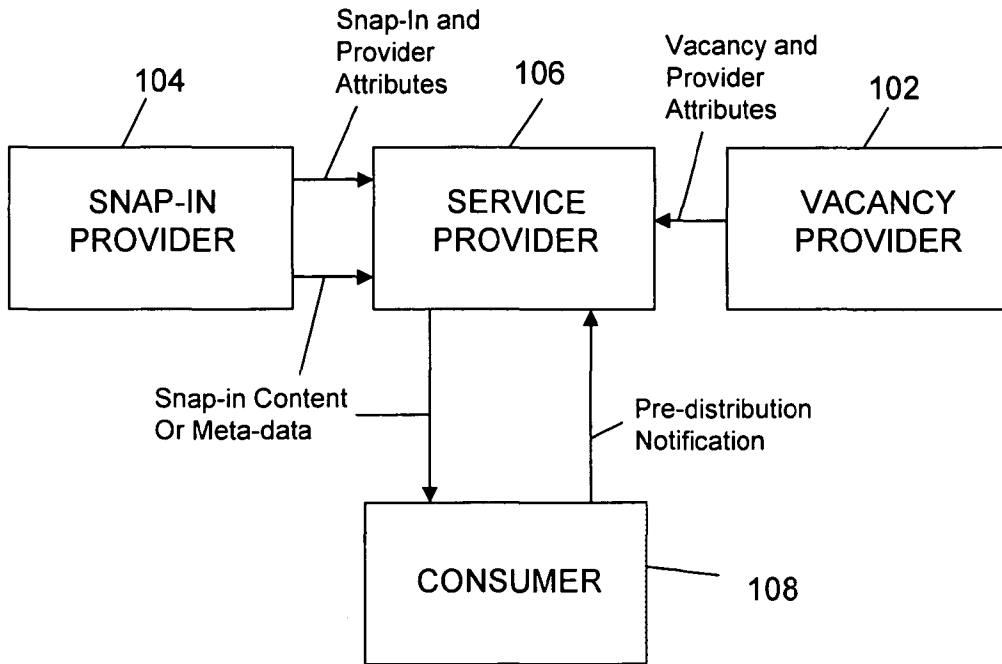 Snap-In and
Provider
Attributes
Vacancy and
Provider
Attributes
104
106
102
SNAP-IN
PROVIDER
SERVICE
PROVIDER
VACANCY
PROVIDER
Snap-in Content
Or Meta-data
Pre-distribution
Notification
CONSUMER
108